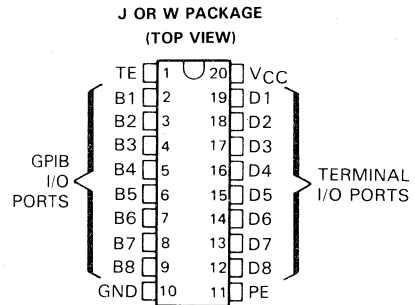 J OR W PACKAGE
(TOP VIEW)
TE 1 20 VCC
B1 2 19 D1
B2 3 18 D2
B3 4 17 D3
B4 5 16 D4
B5 6 15 D5
B6 7 14 D6
B7 8 13 D7
B8 9 12 D8
GND 10 11 PE
GPIB
I/O
PORTS
TERMINAL
I/O PORTS